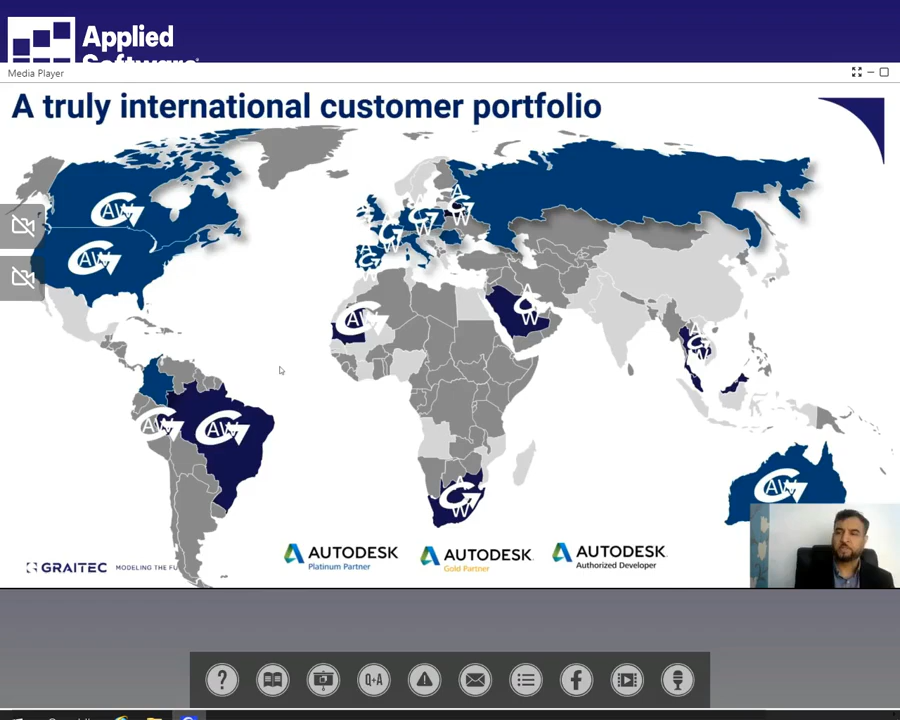 Applied
Software
Media Player
A truly international customer portfolio
AUTODESK
Platinum Partner
AUTODESK
Gold Partner
AUTODESK
Authorized Developer
GRAITEC
MODELING THE FU
?
Q+A